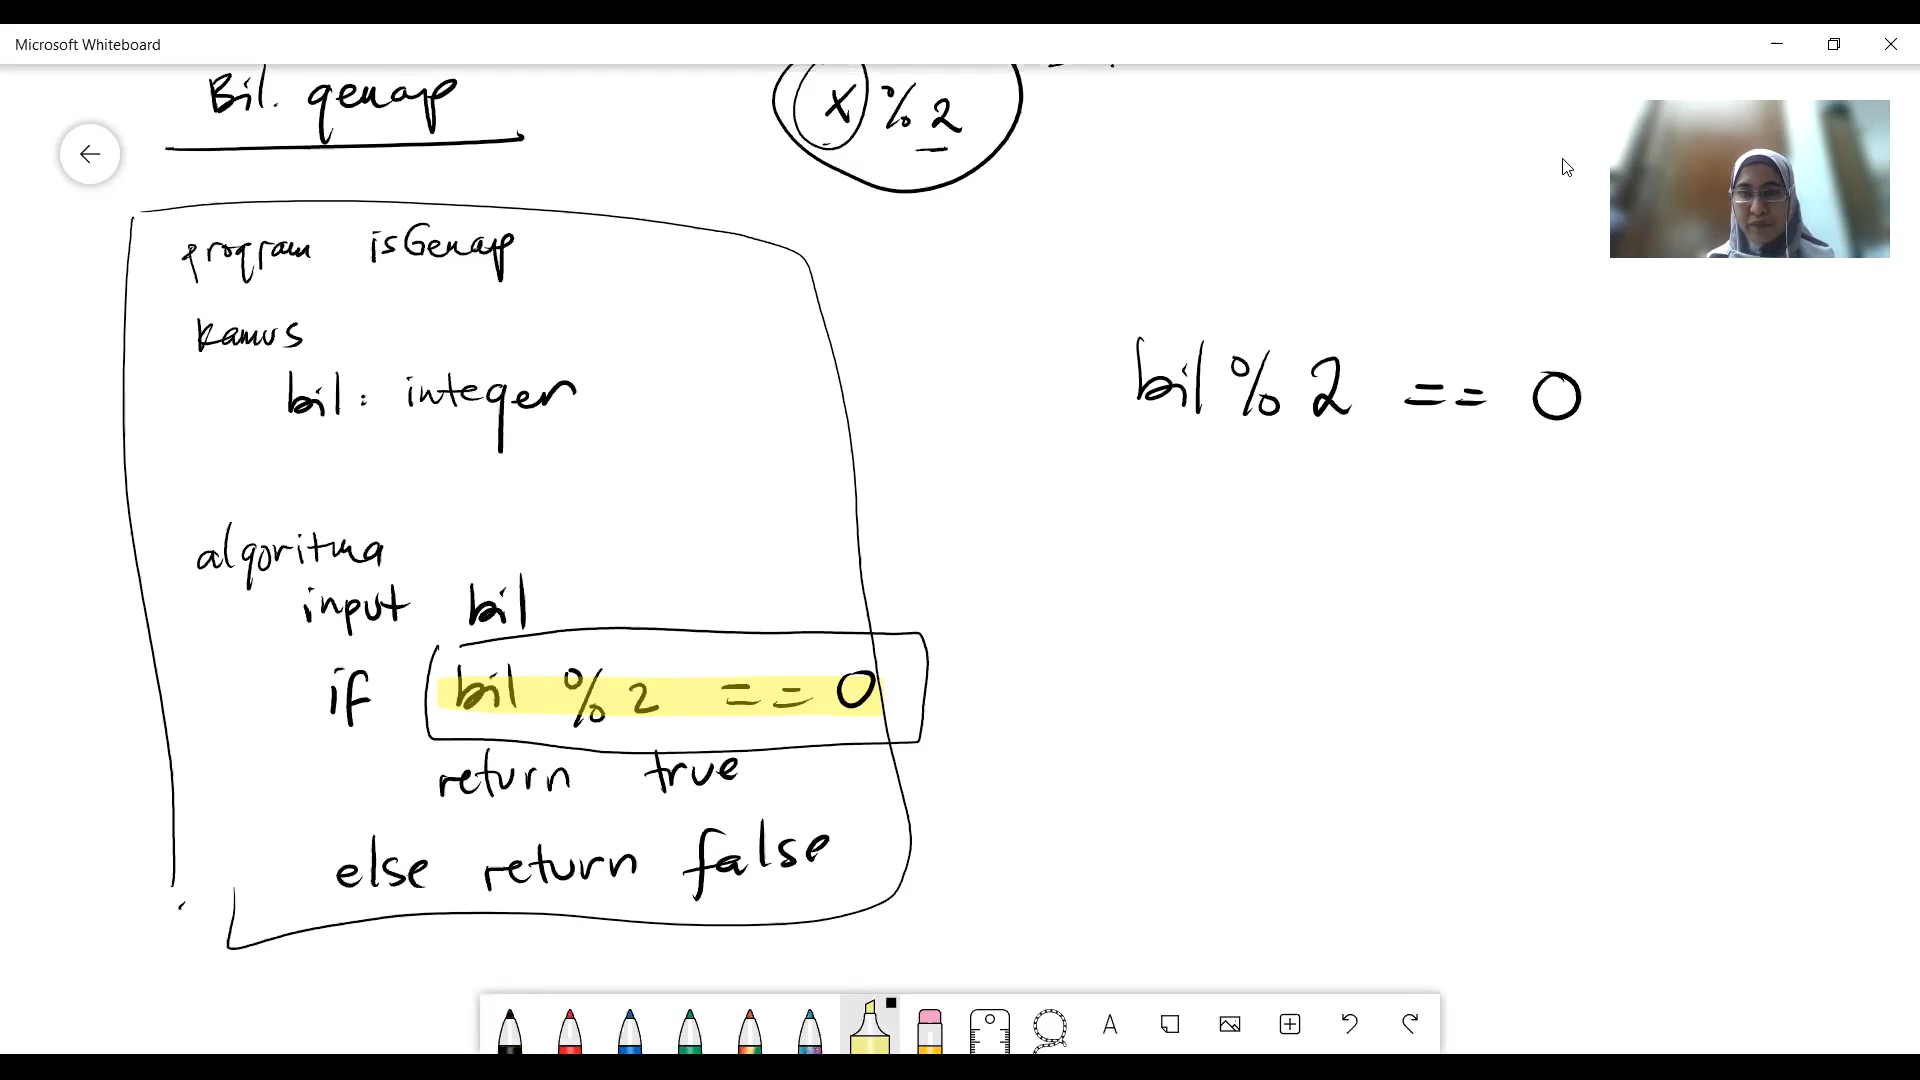 Microsoft Whiteboard
Bil. genap
x % 2
program isGenap
kamus
bil : integer
bil % 2 == 0
algoritma
input bil
if bil % 2 == 0
return true
else return false